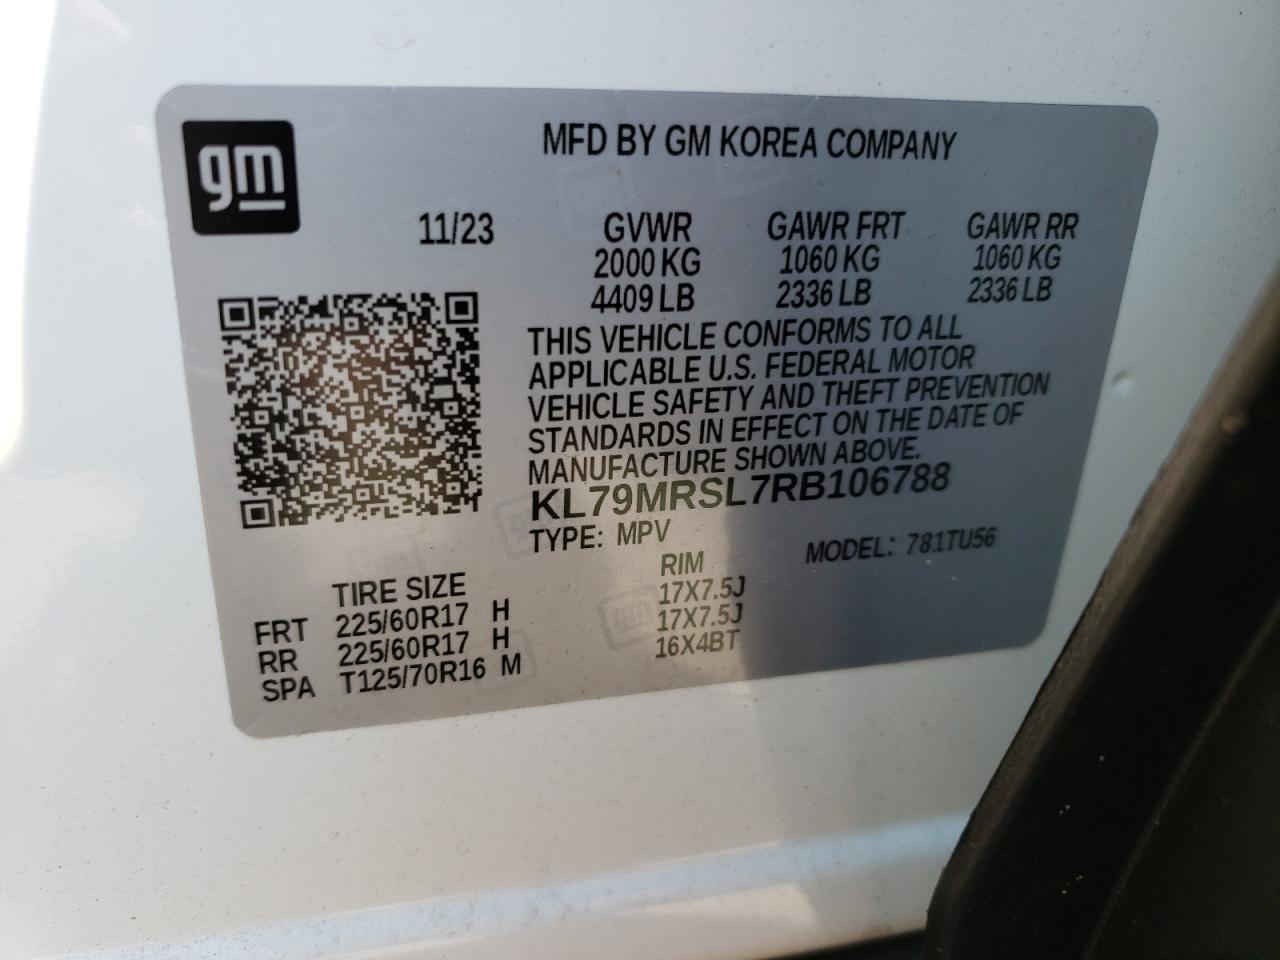 gm
MFD BY GM KOREA COMPANY
11/23 GVWR GAWR FRT GAWR RR
2000 KG 1060 KG 1060 KG
4409 LB 2336 LB 2336 LB
THIS VEHICLE CONFORMS TO ALL
APPLICABLE U.S. FEDERAL MOTOR
VEHICLE SAFETY AND THEFT PREVENTION
STANDARDS IN EFFECT ON THE DATE OF
MANUFACTURE SHOWN ABOVE.
KL79MRSL7RB106788
TYPE: MPV MODEL: 781TU56
TIRE SIZE RIM
FRT 225/60R17 H 17X7.5J
RR 225/60R17 H 17X7.5J
SPA T125/70R16 M 16X4BT